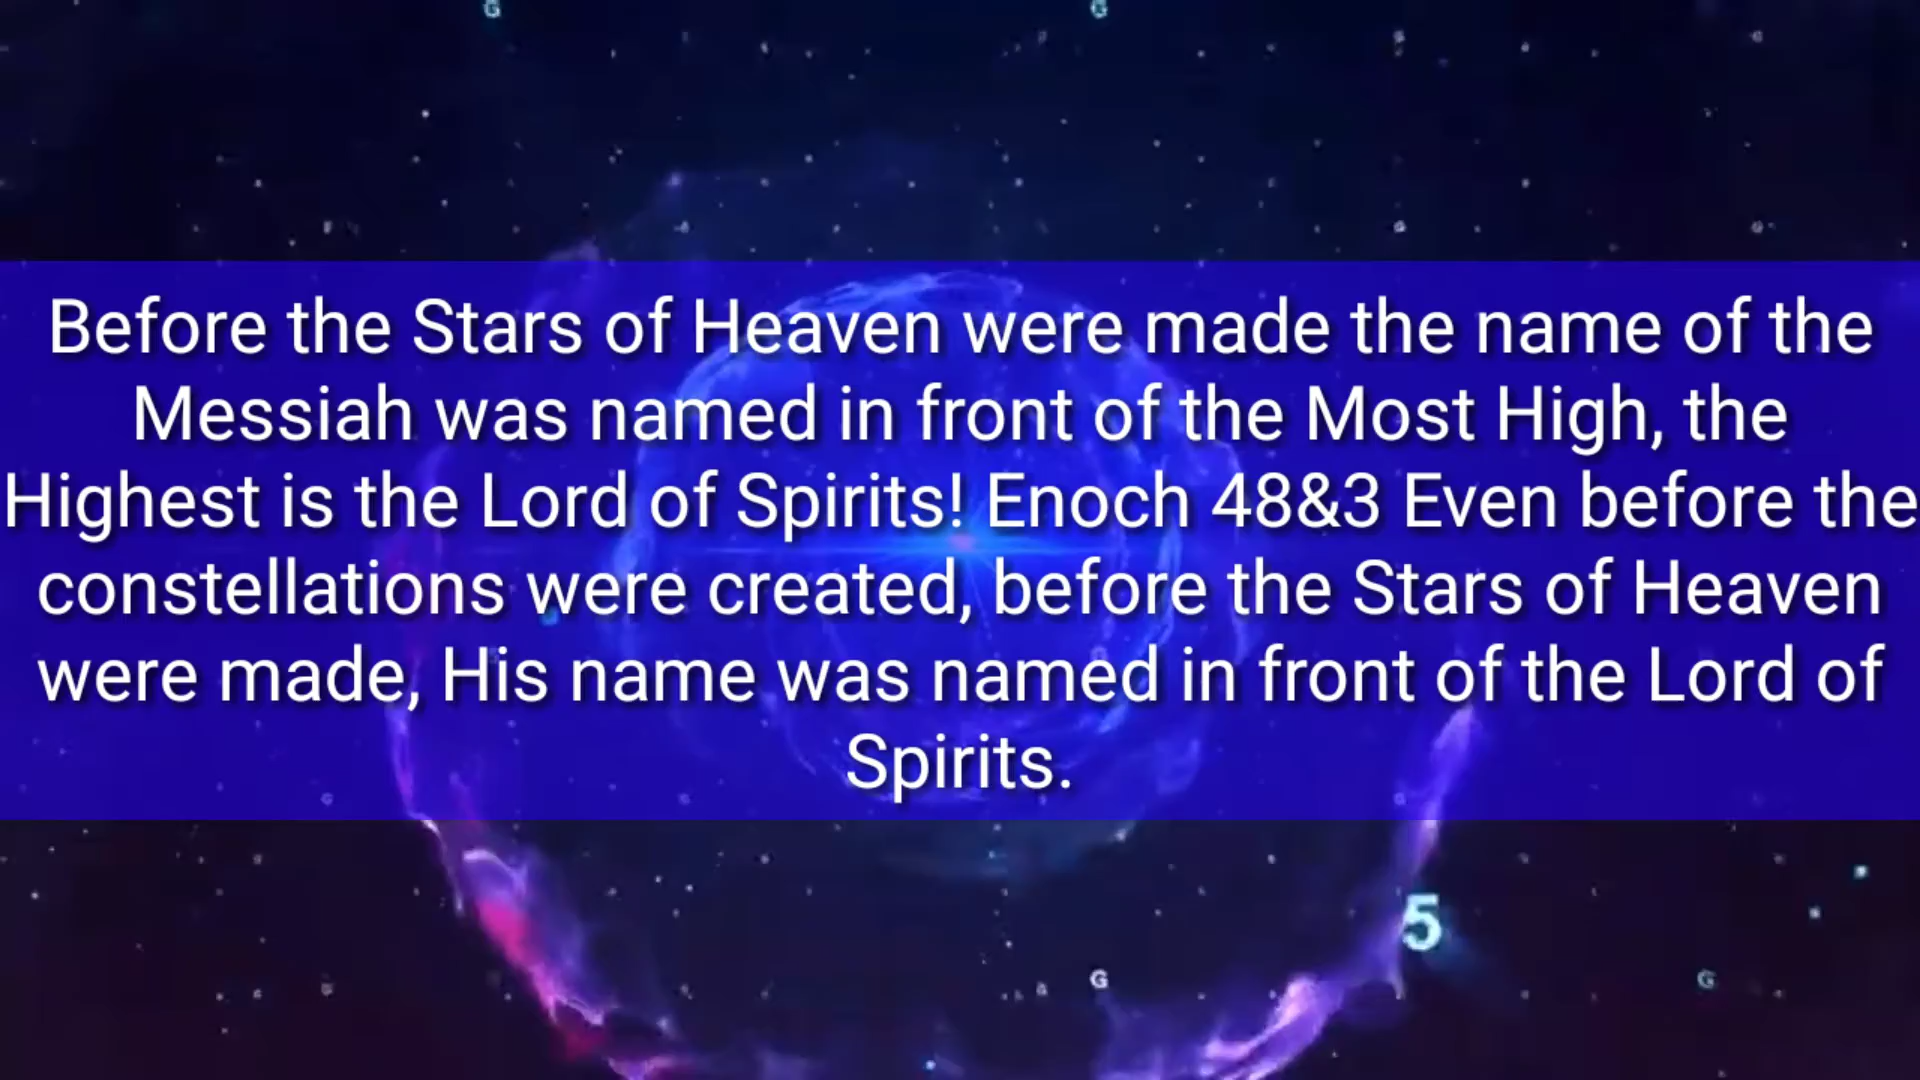 G G
Before the Stars of Heaven were made the name of the
Messiah was named in front of the Most High, the
Highest is the Lord of Spirits! Enoch 48&3 Even before the
constellations were created, before the Stars of Heaven
were made, His name was named in front of the Lord of
Spirits.
5
G G